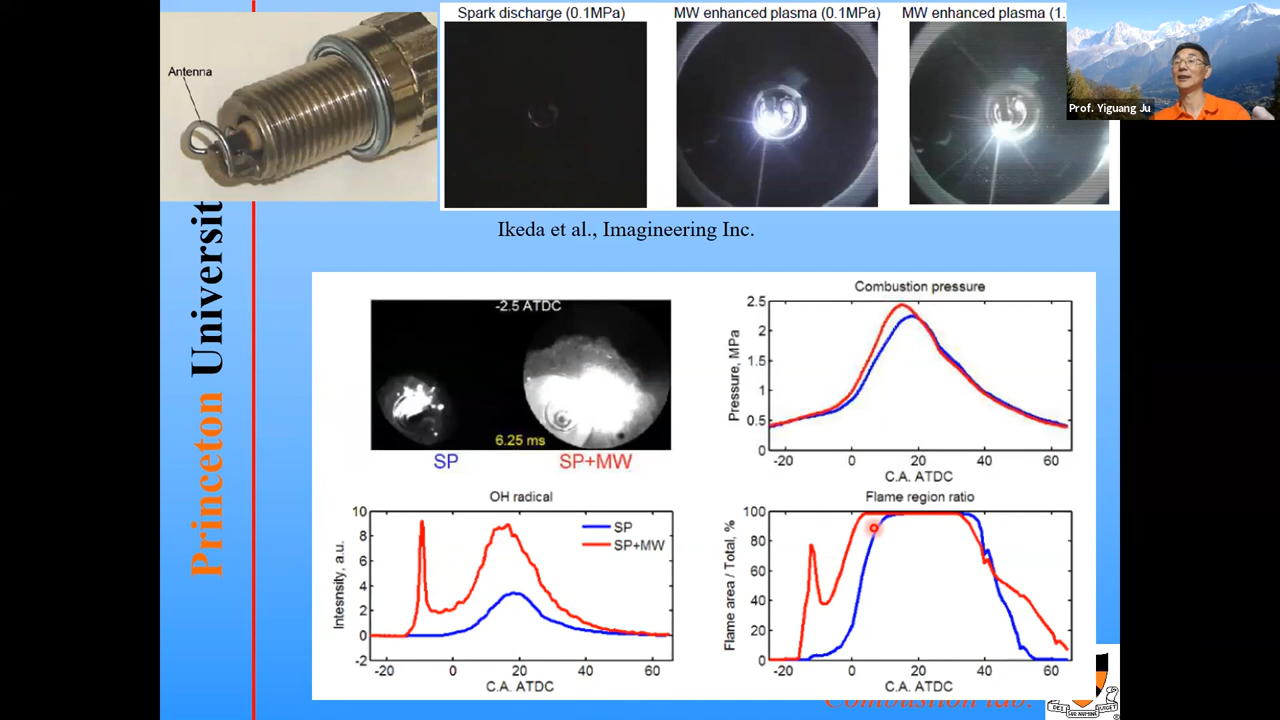 Antenna
Spark discharge (0.1MPa)
MW enhanced plasma (0.1MPa)
MW enhanced plasma (1.
Prof. Yiguang Ju
Ikeda et al., Imagineering Inc.
Princeton Universit
-2.5 ATDC
6.25 ms
SP
SP+MW
Combustion pressure
Pressure, MPa
2.5
2
1.5
1
0.5
0
-20 0 20 40 60
C.A. ATDC
OH radical
Intesnsity, a.u.
10
8
6
4
2
0
-2
SP
SP+MW
-20 0 20 40 60
C.A. ATDC
Flame region ratio
Flame area / Total, %
100
80
60
40
20
0
-20 0 20 40 60
C.A. ATDC
Combustion lab.